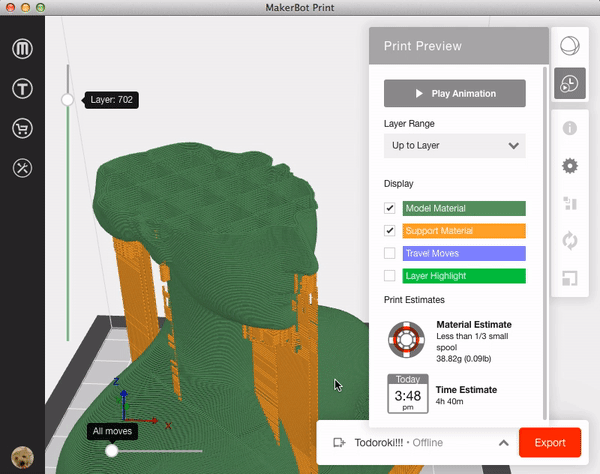 MakerBot Print
M
T
Layer: 702
Print Preview
Play Animation
Layer Range
Up to Layer
Display
Model Material
Support Material
Travel Moves
Layer Highlight
Print Estimates
Material Estimate
Less than 1/3 small
spool
38.82g (0.09lb)
Today
3:48
pm
Time Estimate
4h 40m
Z
X
All moves
Todoroki!!! • Offline
Export